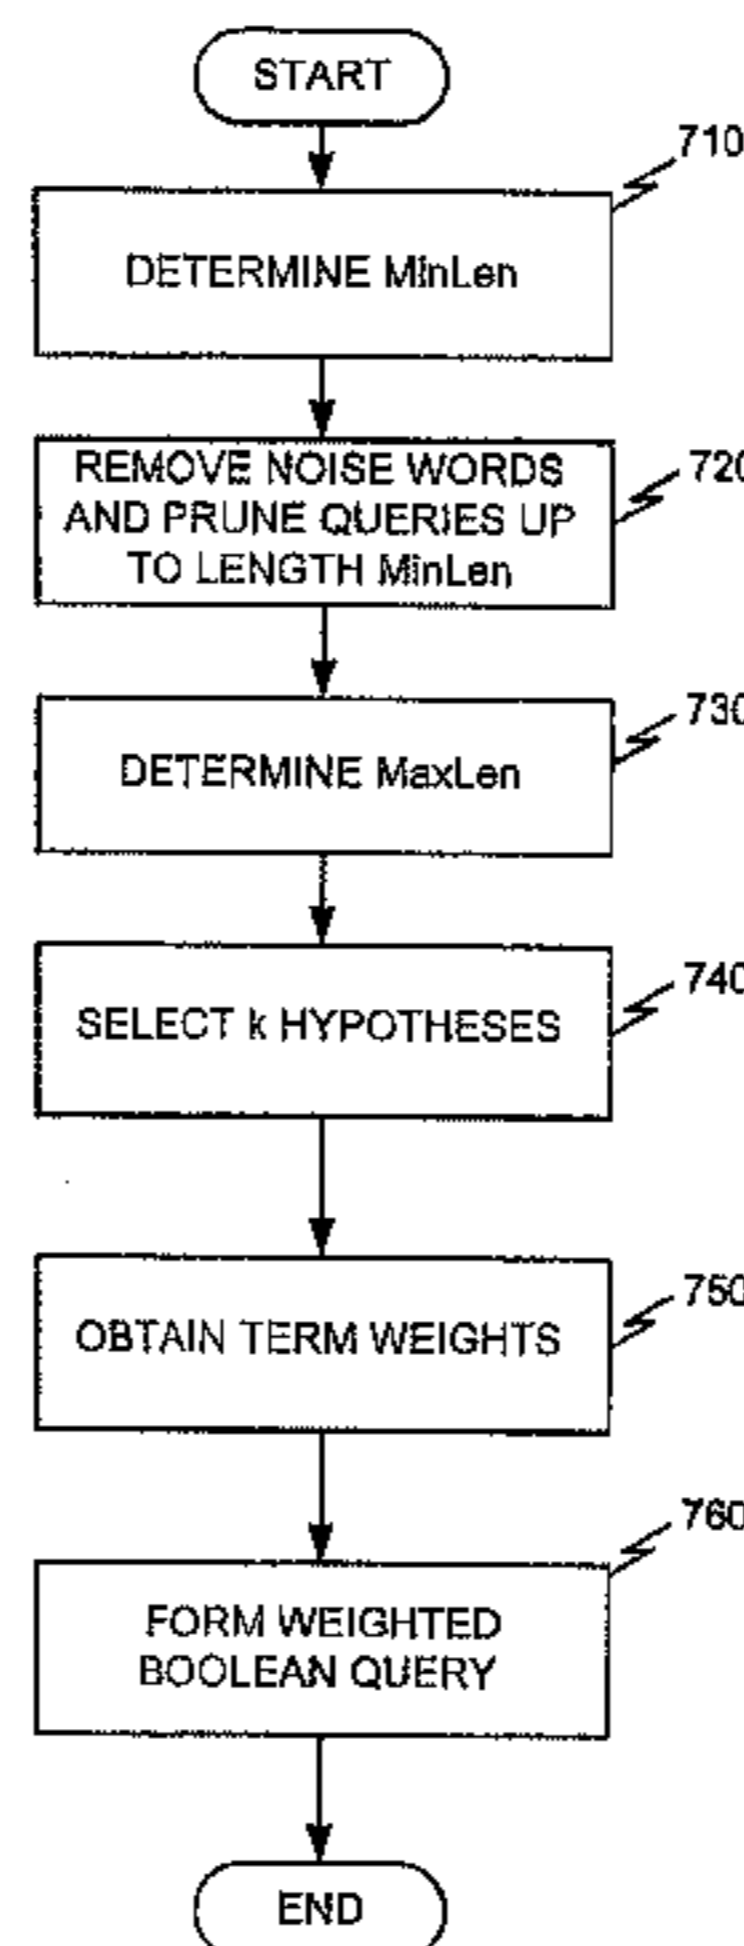 START
710
DETERMINE MinLen
REMOVE NOISE WORDS
AND PRUNE QUERIES UP
TO LENGTH MinLen
720
730
DETERMINE MaxLen
740
SELECT k HYPOTHESES
750
OBTAIN TERM WEIGHTS
760
FORM WEIGHTED
BOOLEAN QUERY
END